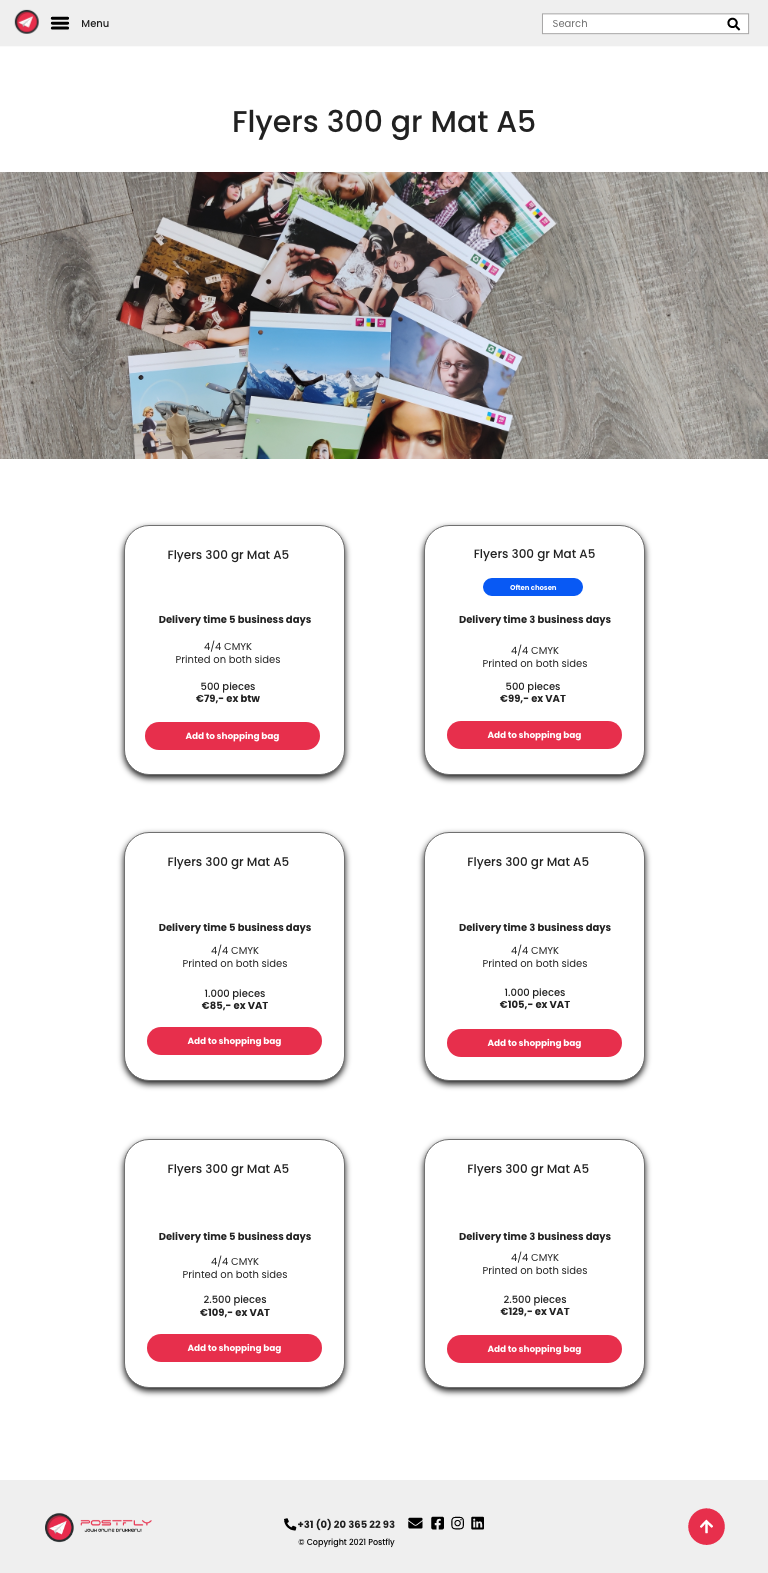 Menu
Search
Flyers 300 gr Mat A5
Flyers 300 gr Mat A5
Delivery time 5 business days
4/4 CMYK
Printed on both sides
500 pieces
€79,- ex btw
Add to shopping bag
Flyers 300 gr Mat A5
Often chosen
Delivery time 3 business days
4/4 CMYK
Printed on both sides
500 pieces
€99,- ex VAT
Add to shopping bag
Flyers 300 gr Mat A5
Delivery time 5 business days
4/4 CMYK
Printed on both sides
1.000 pieces
€85,- ex VAT
Add to shopping bag
Flyers 300 gr Mat A5
Delivery time 3 business days
4/4 CMYK
Printed on both sides
1.000 pieces
€105,- ex VAT
Add to shopping bag
Flyers 300 gr Mat A5
Delivery time 5 business days
4/4 CMYK
Printed on both sides
2.500 pieces
€109,- ex VAT
Add to shopping bag
Flyers 300 gr Mat A5
Delivery time 3 business days
4/4 CMYK
Printed on both sides
2.500 pieces
€129,- ex VAT
Add to shopping bag
POSTFLY
JOUW ONLINE DRUKKERIJ
+31 (0) 20 365 22 93
© Copyright 2021 Postfly